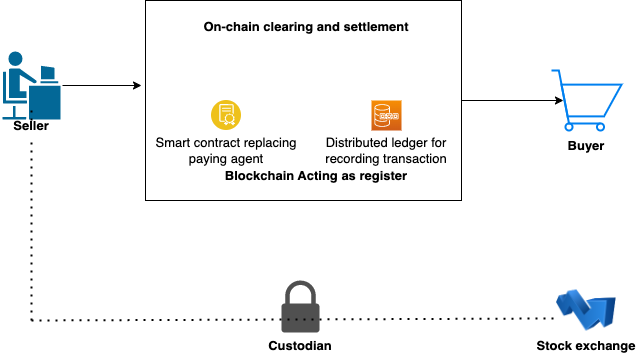 On-chain clearing and settlement
Seller
Smart contract replacing
paying agent
Distributed ledger for
recording transaction
Blockchain Acting as register
Buyer
Custodian
Stock exchange